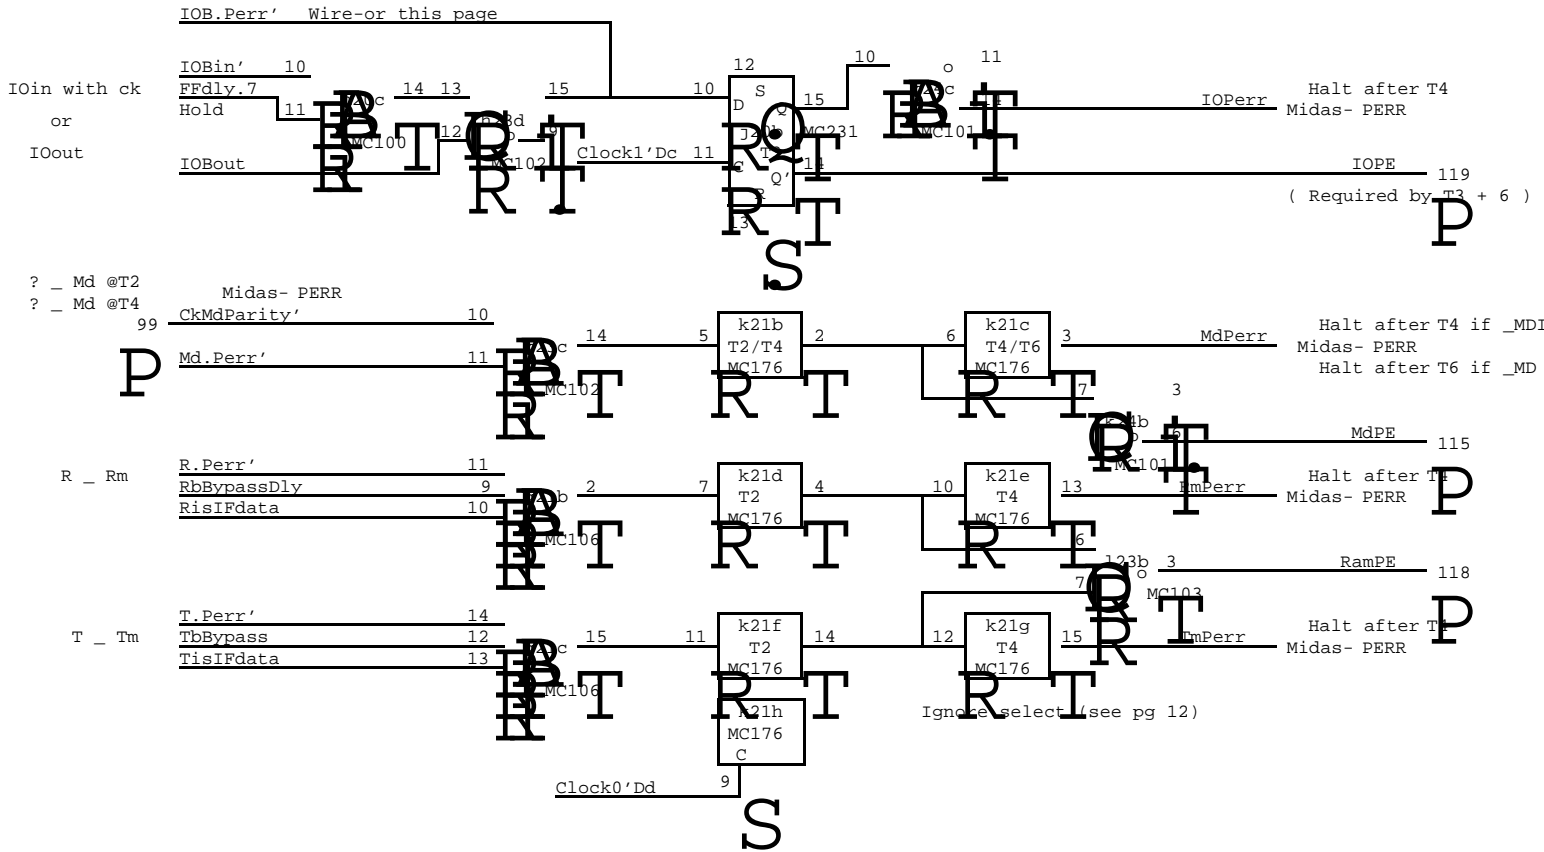 IOB.Perr’ Wire-or this page
IOBin’ 10
IOin with ck FFdly.7
or Hold 11
IOout
IOBout
14 13
MC100
12
MC102
15
9
Clock1’Dc 11
10
12
S
D
Q 15
MC231
C
Q’ 14
R
13
10
11
MC101
IOPerr
Halt after T4
Midas- PERR
IOPE
119
( Required by T3 + 6 )
P
S
? _ Md @T2
? _ Md @T4
Midas- PERR
99 CkMdParity’ 10
P
Md.Perr’ 11
14
MC102
5 k21b 2
T2/T4
MC176
6 k21c 3
T4/T6
MC176
MdPerr
Halt after T4 if _MDI
Midas- PERR
Halt after T6 if _MD
7
3
k24b
MC101
MdPE
115
P
R _ Rm
R.Perr’ 11
RbBypassDly 9
RisIFdata 10
2
MC106
7 k21d 4
T2
MC176
10 k21e 13
T4
MC176
RmPerr
Halt after T4
Midas- PERR
6
l23b 3
7
MC103
RamPE
118
P
T _ Tm
T.Perr’ 14
TbBypass 12
TisIFdata 13
15
MC106
11 k21f 14
T2
MC176
12 k21g 15
T4
MC176
TmPerr
Halt after T4
Midas- PERR
k21h
MC176
C
Ignore select (see pg 12)
Clock0’Dd 9
S